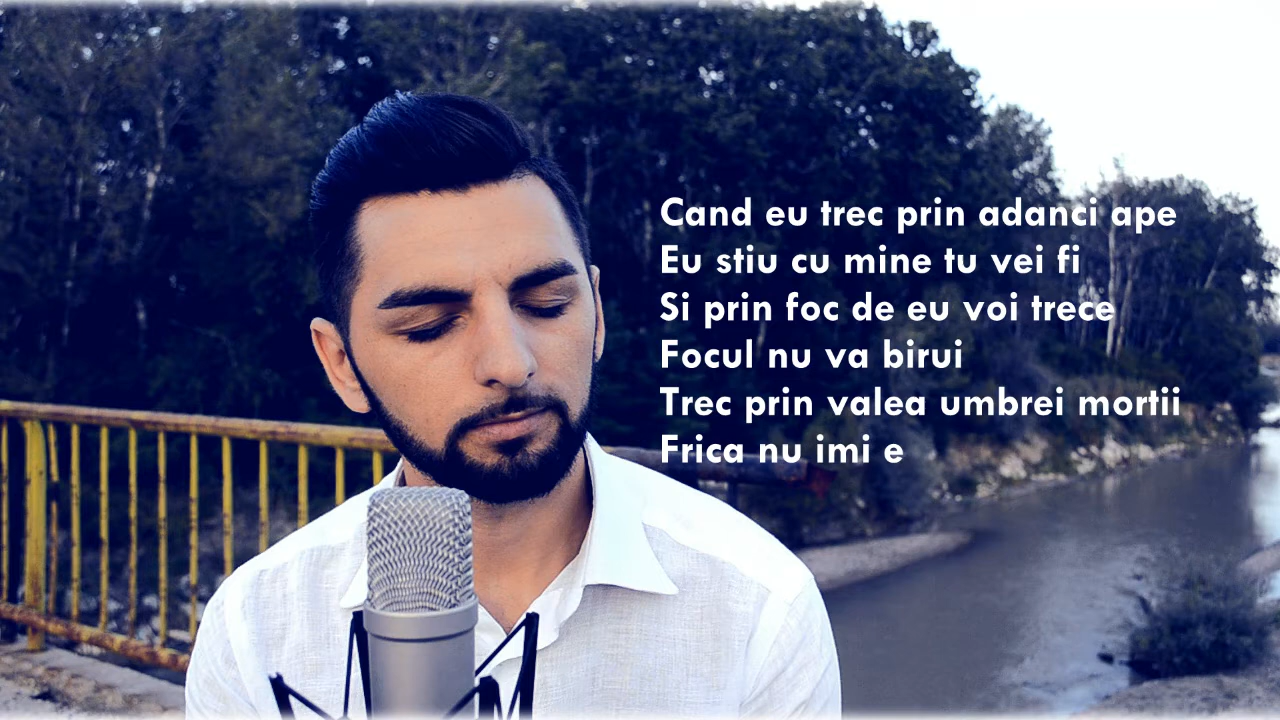 Cand eu trec prin adanci ape
Eu stiu cu mine tu vei fi
Si prin foc de eu voi trece
Focul nu va birui
Trec prin valea umbrei mortii
Frica nu imi e